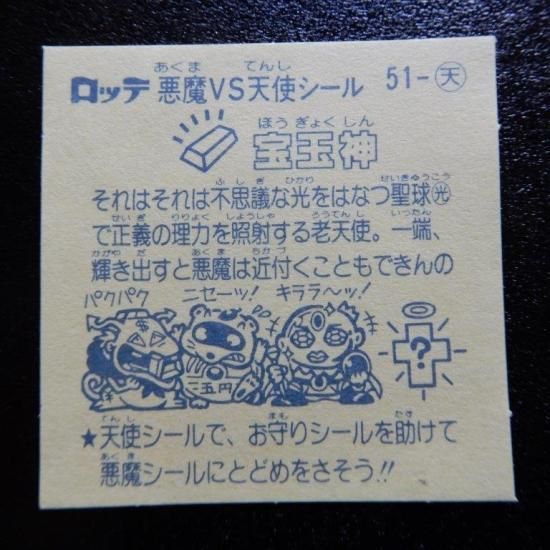 ロッテ 悪魔VS天使シール 51-天
宝玉神
それはそれは不思議な光をはなつ聖球光
で正義の理力を照射する老天使。一端、
輝き出すと悪魔は近付くこともできんの
パクパク ニセーッ! キララ〜ッ!
$
?
三五円
★天使シールで、お守りシールを助けて
悪魔シールにとどめをさそう!!